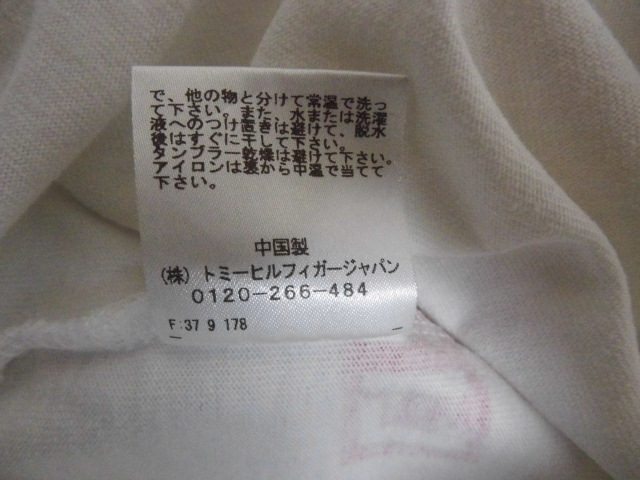 で、他の物と分けて常温で洗っ
て下さい。また、水または洗濯
液へのつけ置きは避けて、脱水
後はすぐに干して下さい。
タンブラー乾燥は避けて下さい。
アイロンは裏から中温で当てて
下さい。
中国製
(株) トミーヒルフィガージャパン
0120-266-484
F:37 9 178